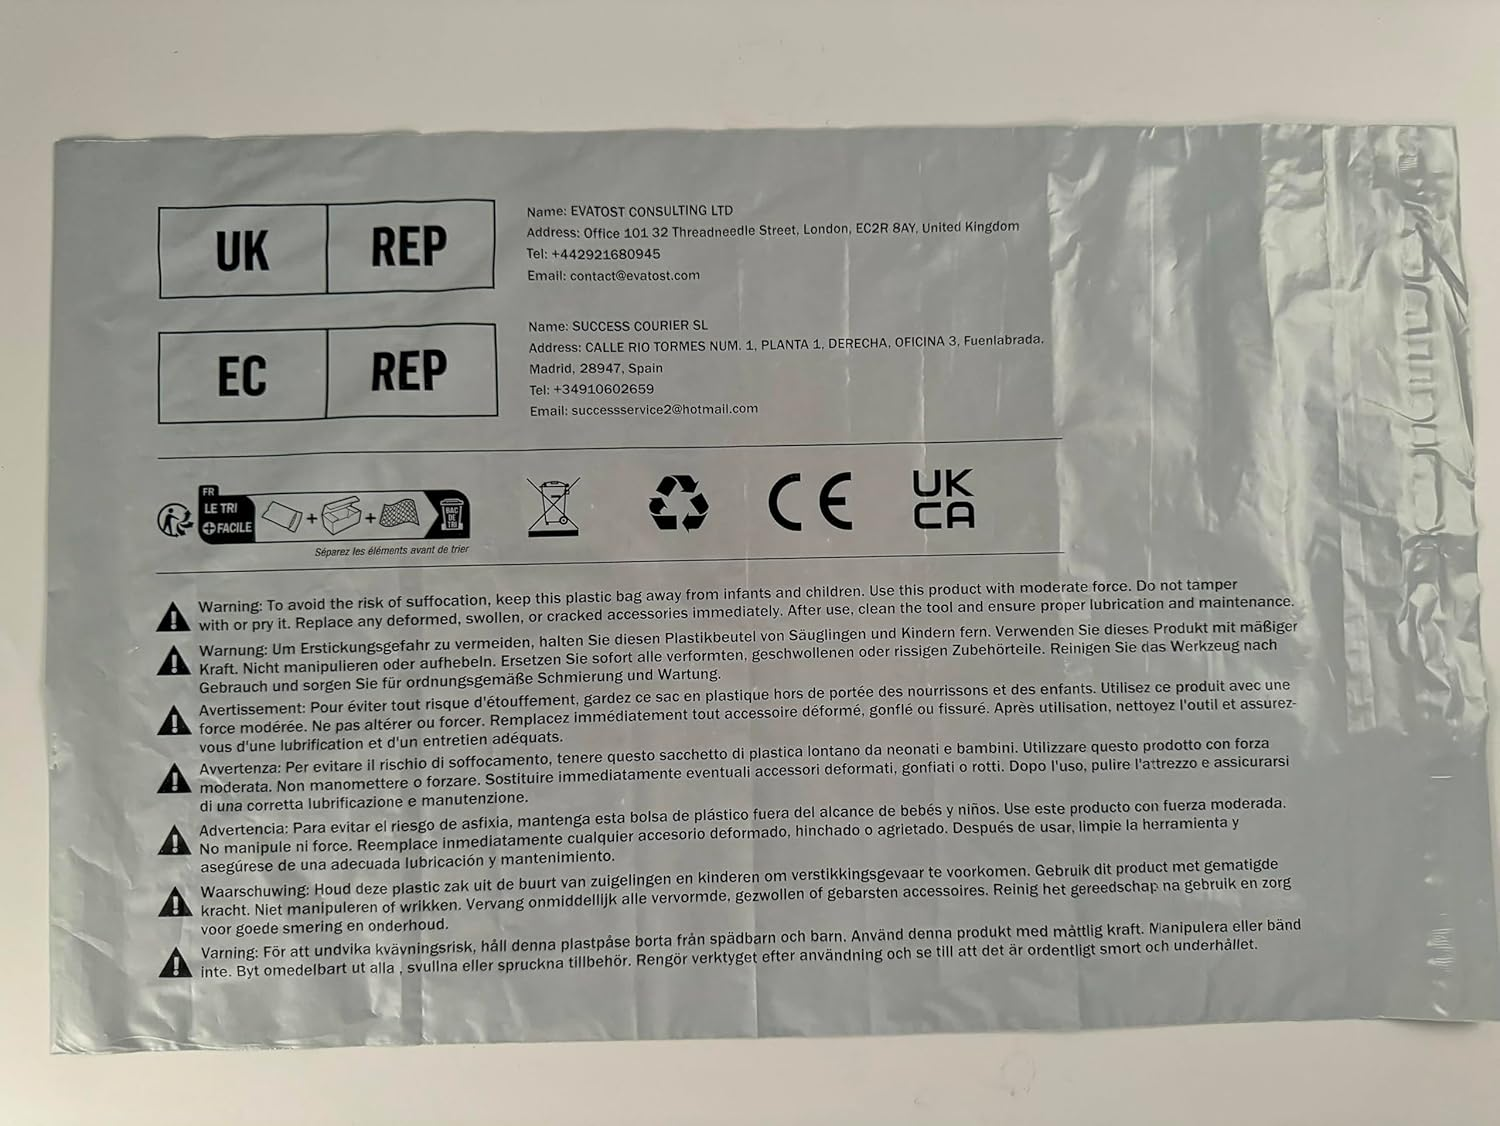 UK REP
Name: EVATOST CONSULTING LTD
Address: Office 101 32 Threadneedle Street, London, EC2R 8AY, United Kingdom
Tel: +442921680945
Email: contact@evatost.com
EC REP
Name: SUCCESS COURIER SL
Address: CALLE RIO TORMES NUM. 1, PLANTA 1, DERECHA, OFICINA 3, Fuenlabrada,
Madrid, 28947, Spain
Tel: +34910602659
Email: successservice2@hotmail.com
FR
LE TRI
+ FACILE
BAC
DE
TRI
Séparez les éléments avant de trier
CE
UK
CA
Warning: To avoid the risk of suffocation, keep this plastic bag away from infants and children. Use this product with moderate force. Do not tamper
with or pry it. Replace any deformed, swollen, or cracked accessories immediately. After use, clean the tool and ensure proper lubrication and maintenance.
Warnung: Um Erstickungsgefahr zu vermeiden, halten Sie diesen Plastikbeutel von Säuglingen und Kindern fern. Verwenden Sie dieses Produkt mit mäßiger
Kraft. Nicht manipulieren oder aufhebeln. Ersetzen Sie sofort alle verformten, geschwollenen oder rissigen Zubehörteile. Reinigen Sie das Werkzeug nach
Gebrauch und sorgen Sie für ordnungsgemäße Schmierung und Wartung.
Avertissement: Pour éviter tout risque d'étouffement, gardez ce sac en plastique hors de portée des nourrissons et des enfants. Utilisez ce produit avec une
force modérée. Ne pas altérer ou forcer. Remplacez immédiatement tout accessoire déformé, gonflé ou fissuré. Après utilisation, nettoyez l'outil et assurez-
vous d'une lubrification et d'un entretien adéquats.
Avvertenza: Per evitare il rischio di soffocamento, tenere questo sacchetto di plastica lontano da neonati e bambini. Utilizzare questo prodotto con forza
moderata. Non manomettere o forzare. Sostituire immediatamente eventuali accessori deformati, gonfiati o rotti. Dopo l'uso, pulire l'attrezzo e assicurarsi
di una corretta lubrificazione e manutenzione.
Advertencia: Para evitar el riesgo de asfixia, mantenga esta bolsa de plástico fuera del alcance de bebés y niños. Use este producto con fuerza moderada.
No manipule ni force. Reemplace inmediatamente cualquier accesorio deformado, hinchado o agrietado. Después de usar, limpie la herramienta y
asegúrese de una adecuada lubricación y mantenimiento.
Waarschuwing: Houd deze plastic zak uit de buurt van zuigelingen en kinderen om verstikkingsgevaar te voorkomen. Gebruik dit product met gematigde
kracht. Niet manipuleren of wrikken. Vervang onmiddellijk alle vervormde, gezwollen of gebarsten accessoires. Reinig het gereedschap na gebruik en zorg
voor goede smering en onderhoud.
Varning: För att undvika kvävningsrisk, håll denna plastpåse borta från spädbarn och barn. Använd denna produkt med måttlig kraft. Manipulera eller bänd
inte. Byt omedelbart ut alla , svullna eller spruckna tillbehör. Rengör verktyget efter användning och se till att det är ordentligt smort och underhållet.